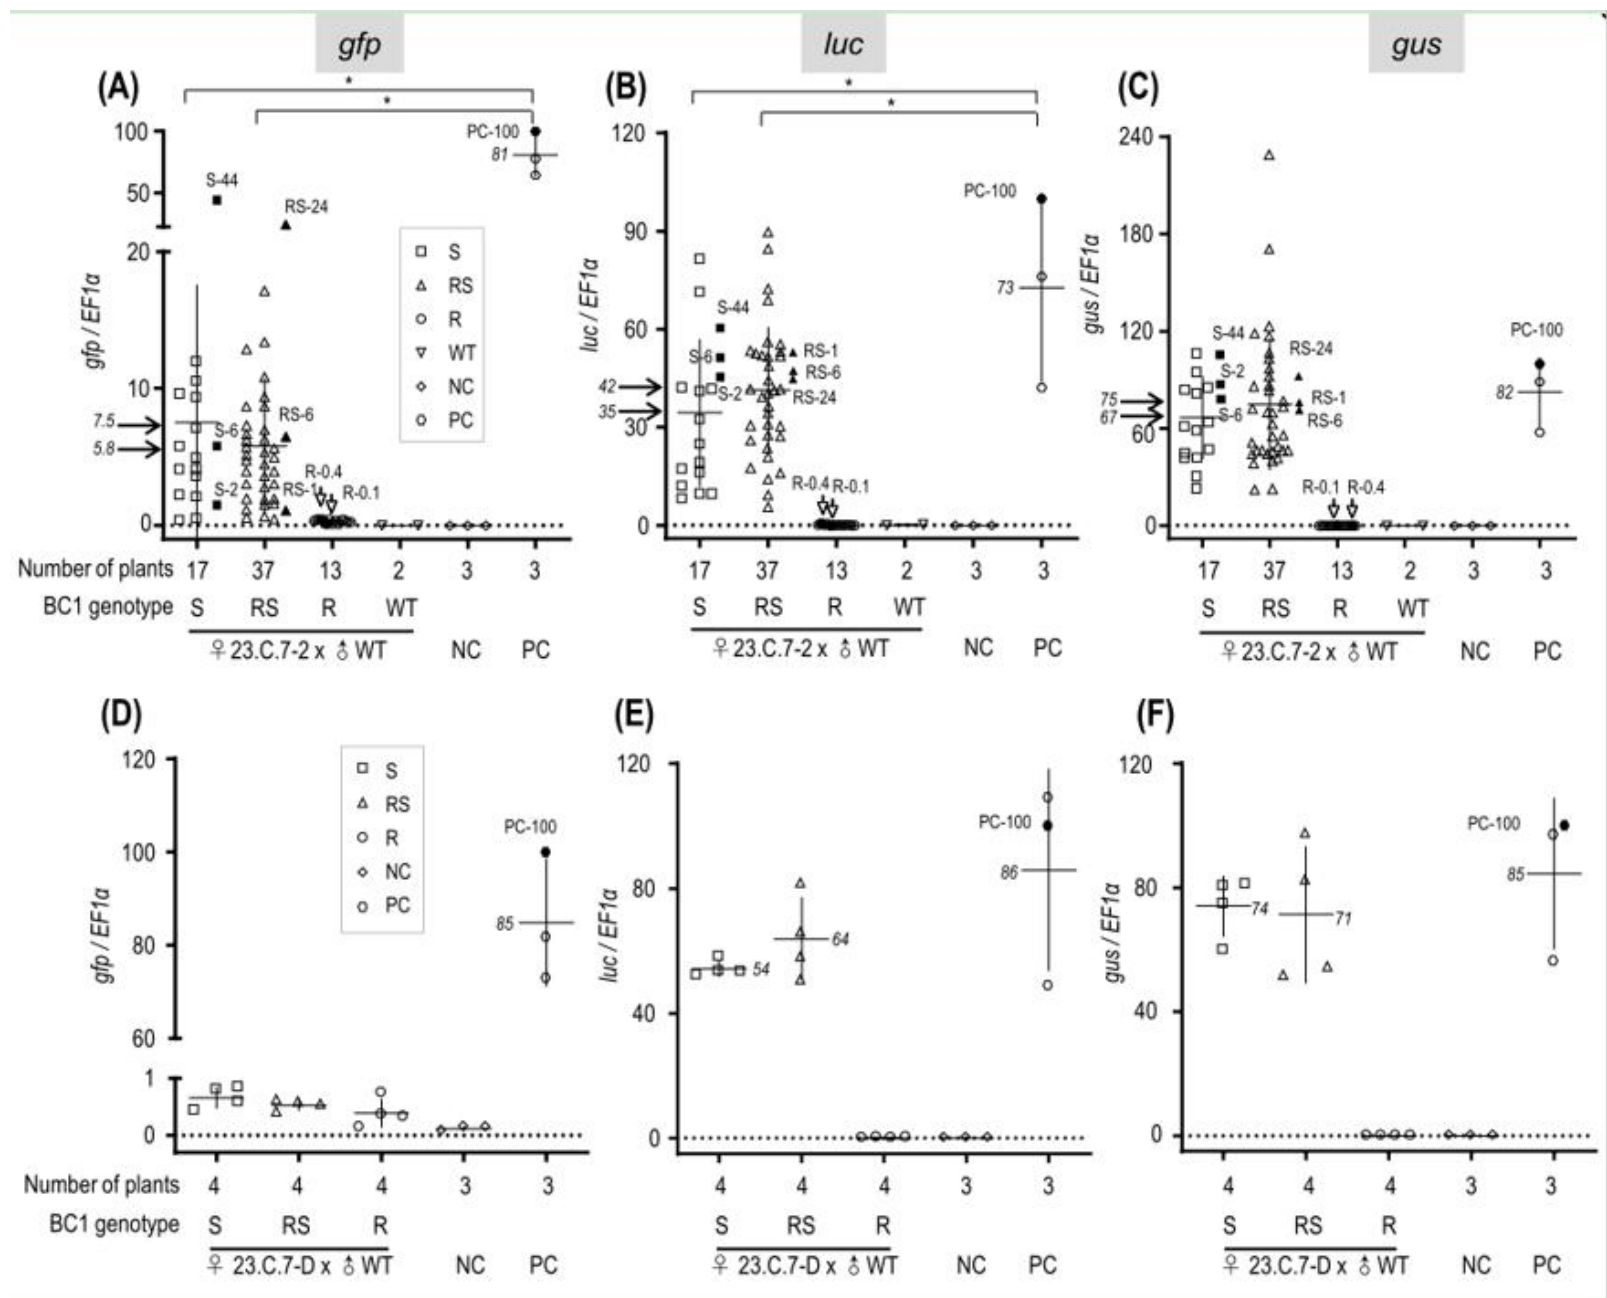 gfp luc gus
(A) (B) (C)
* * *
* * *
100
50
20
10
0
gfp / EF1α
7.5
5.8
S-44
RS-24
PC-100
81
S-6
S-2
RS-6
RS-1
R-0.4
R-0.1
S
RS
R
WT
NC
PC
120
90
60
30
0
luc / EF1α
42
35
S-44
S-6
S-2
RS-1
RS-6
RS-24
R-0.4
R-0.1
PC-100
73
240
180
120
60
0
gus / EF1α
75
67
S-44
S-2
S-6
RS-24
RS-1
RS-6
R-0.1
R-0.4
PC-100
82
Number of plants 17 37 13 2 3 3 17 37 13 2 3 3 17 37 13 2 3 3
BC1 genotype S RS R WT S RS R WT S RS R WT
♀ 23.C.7-2 x ♂ WT NC PC ♀ 23.C.7-2 x ♂ WT NC PC ♀ 23.C.7-2 x ♂ WT NC PC
(D) (E) (F)
120
100
80
60
1
0
gfp / EF1α
S
RS
R
NC
PC
PC-100
85
120
80
40
0
luc / EF1α
54
64
PC-100
86
120
80
40
0
gus / EF1α
74
71
PC-100
85
Number of plants 4 4 4 3 3 4 4 4 3 3 4 4 4 3 3
BC1 genotype S RS R S RS R S RS R
♀ 23.C.7-D x ♂ WT NC PC ♀ 23.C.7-D x ♂ WT NC PC ♀ 23.C.7-D x ♂ WT NC PC